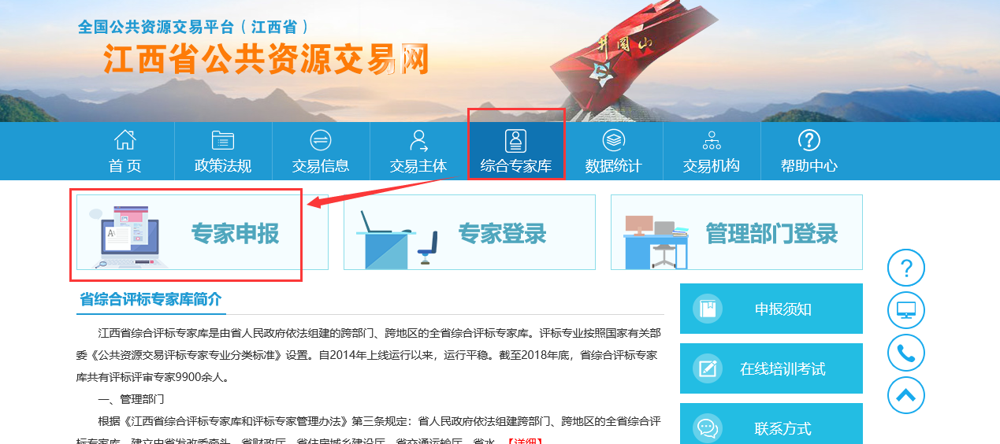 全国公共资源交易平台（江西省）
江西省公共资源交易网
井冈山
首 页
政策法规
交易信息
交易主体
综合专家库
数据统计
交易机构
帮助中心
专家申报
专家登录
管理部门登录
省综合评标专家库简介
江西省综合评标专家库是由省人民政府依法组建的跨部门、跨地区的全省综合评标专家库。评标专业按照国家有关部
委《公共资源交易评标专家专业分类标准》设置。自2014年上线运行以来，运行平稳。截至2018年底，省综合评标专家
库共有评标评审专家9900余人。
一、管理部门
根据《江西省综合评标专家库和评标专家管理办法》第三条规定：省人民政府依法组建跨部门、跨地区的全省综合评
标专家库，建立由省发改委牵头，省财政厅、省住房城乡建设厅、省交通运输厅、省水...【详细】
申报须知
在线培训考试
联系方式